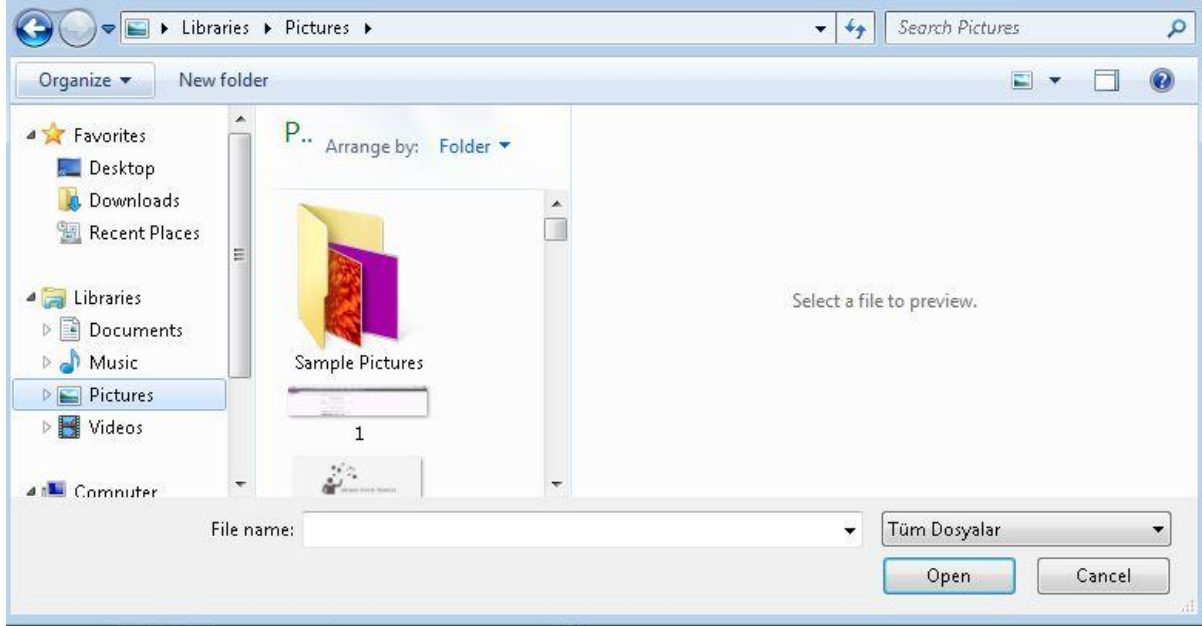 Libraries Pictures
Search Pictures
Organize New folder
Favorites
Desktop
Downloads
Recent Places
Libraries
Documents
Music
Pictures
Videos
Computer
P.. Arrange by: Folder
Sample Pictures
1
Select a file to preview.
File name: Tüm Dosyalar
Open Cancel